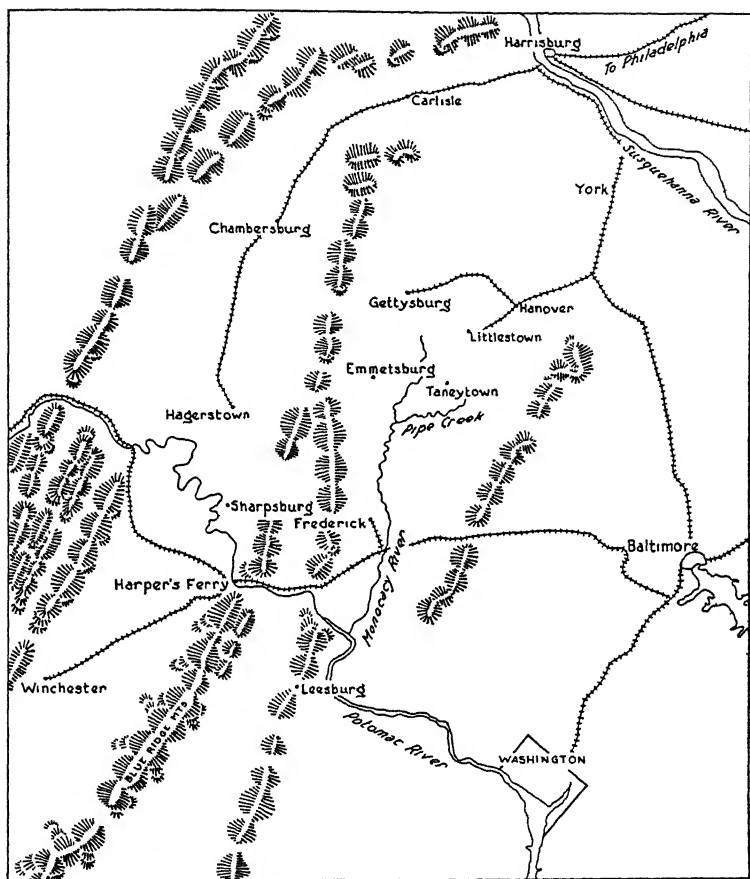 Harrisburg
To Philadelphia
Carlisle
Susquehanna River
York
Chambersburg
Gettysburg
Hanover
Littlestown
Emmetsburg
Taneytown
Hagerstown
Pipe Creek
Sharpsburg
Frederick
Baltimore
Harper's Ferry
Monocacy River
Winchester
Leesburg
BLUE RIDGE MTS
Potomac River
WASHINGTON